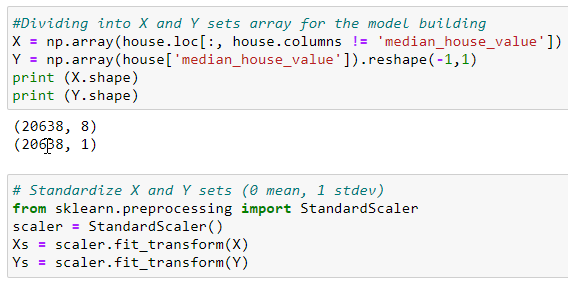 #Dividing into X and Y sets array for the model building
X = np.array(house.loc[:, house.columns != 'median_house_value'])
Y = np.array(house['median_house_value']).reshape(-1,1)
print (X.shape)
print (Y.shape)
(20638, 8)
(20638, 1)
# Standardize X and Y sets (0 mean, 1 stdev)
from sklearn.preprocessing import StandardScaler
scaler = StandardScaler()
Xs = scaler.fit_transform(X)
Ys = scaler.fit_transform(Y)